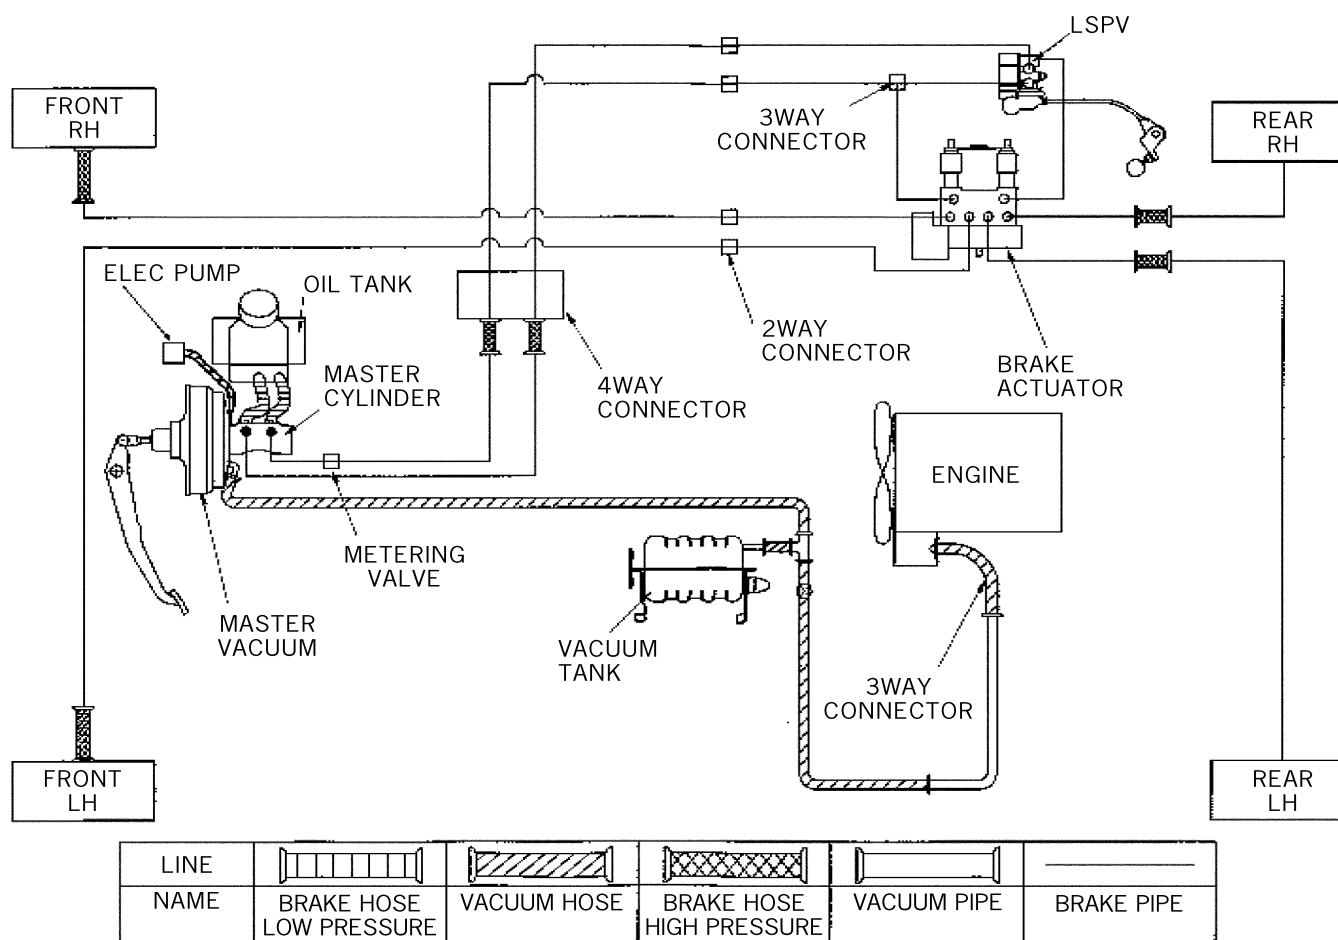 LSPV
FRONT
RH
3WAY
CONNECTOR
REAR
RH
ELEC PUMP
OIL TANK
2WAY
CONNECTOR
BRAKE
ACTUATOR
MASTER
CYLINDER
4WAY
CONNECTOR
ENGINE
METERING
VALVE
MASTER
VACUUM
VACUUM
TANK
3WAY
CONNECTOR
FRONT
LH
REAR
LH
LINE
NAME
BRAKE HOSE
LOW PRESSURE
VACUUM HOSE
BRAKE HOSE
HIGH PRESSURE
VACUUM PIPE
BRAKE PIPE